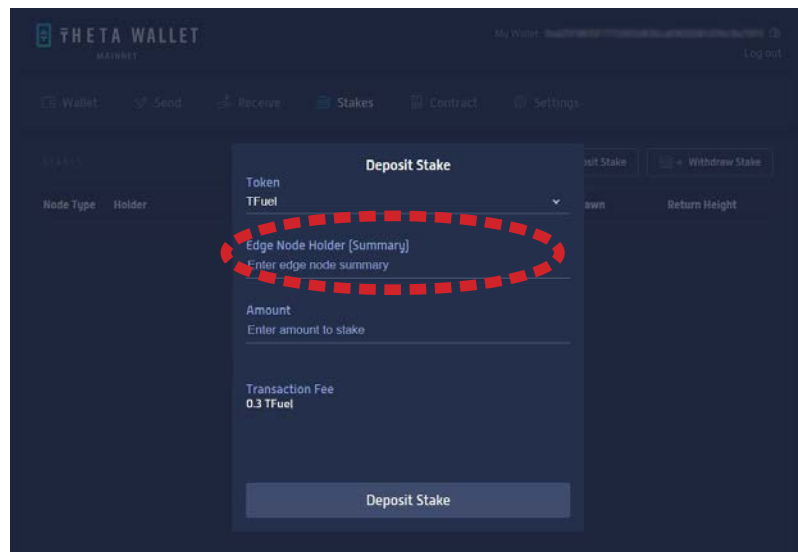 THETA WALLET
MAINNET
My Wallet:
Log out
Wallet Send Receive Stakes Contract Settings
STAKES
Deposit Stake
Token
TFuel
Stake
Withdraw Stake
Node Type Holder
Return Height
Edge Node Holder (Summary)
Enter edge node summary
Amount
Enter amount to stake
Transaction Fee
0.3 TFuel
Deposit Stake